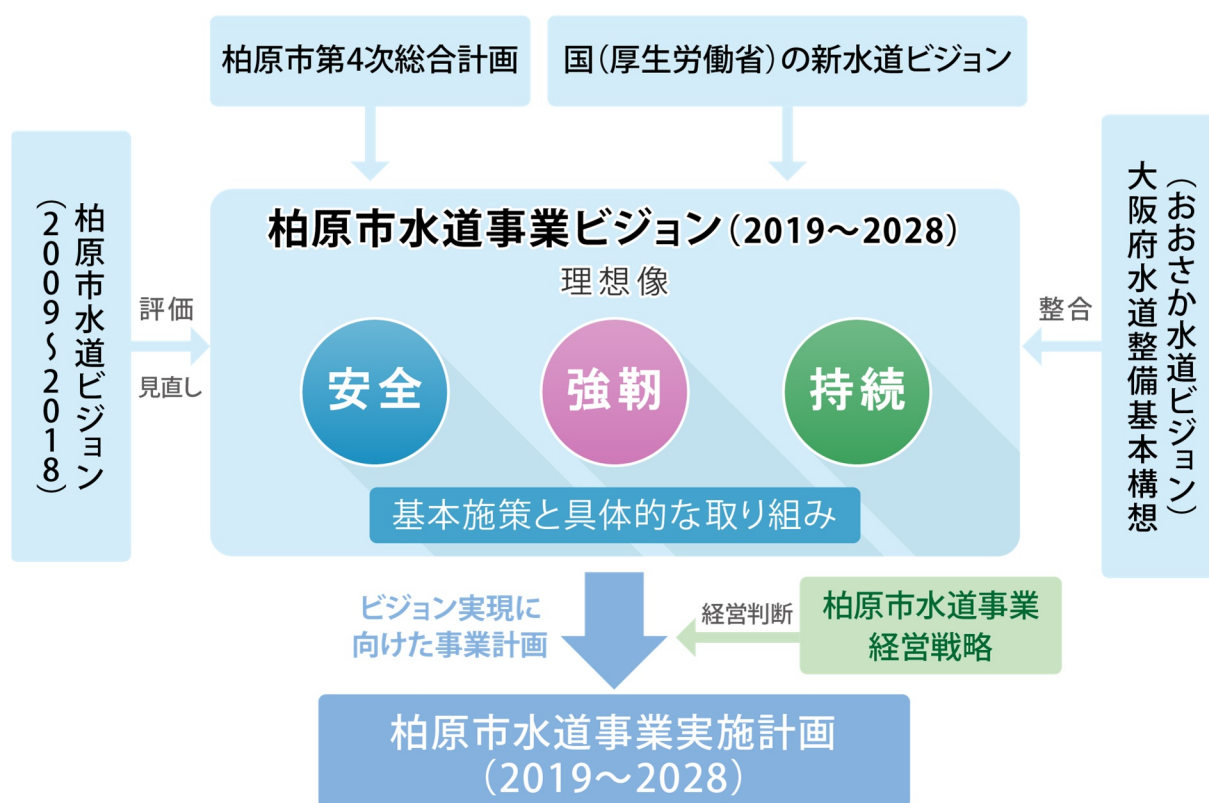 柏原市第4次総合計画
国(厚生労働省)の新水道ビジョン
柏原市水道ビジョン
(2009〜2018)
評価
見直し
柏原市水道事業ビジョン(2019〜2028)
理想像
安全
強靭
持続
基本施策と具体的な取り組み
整合
(おおさか水道ビジョン)
大阪府水道整備基本構想
ビジョン実現に
向けた事業計画
経営判断
柏原市水道事業
経営戦略
柏原市水道事業実施計画
(2019〜2028)